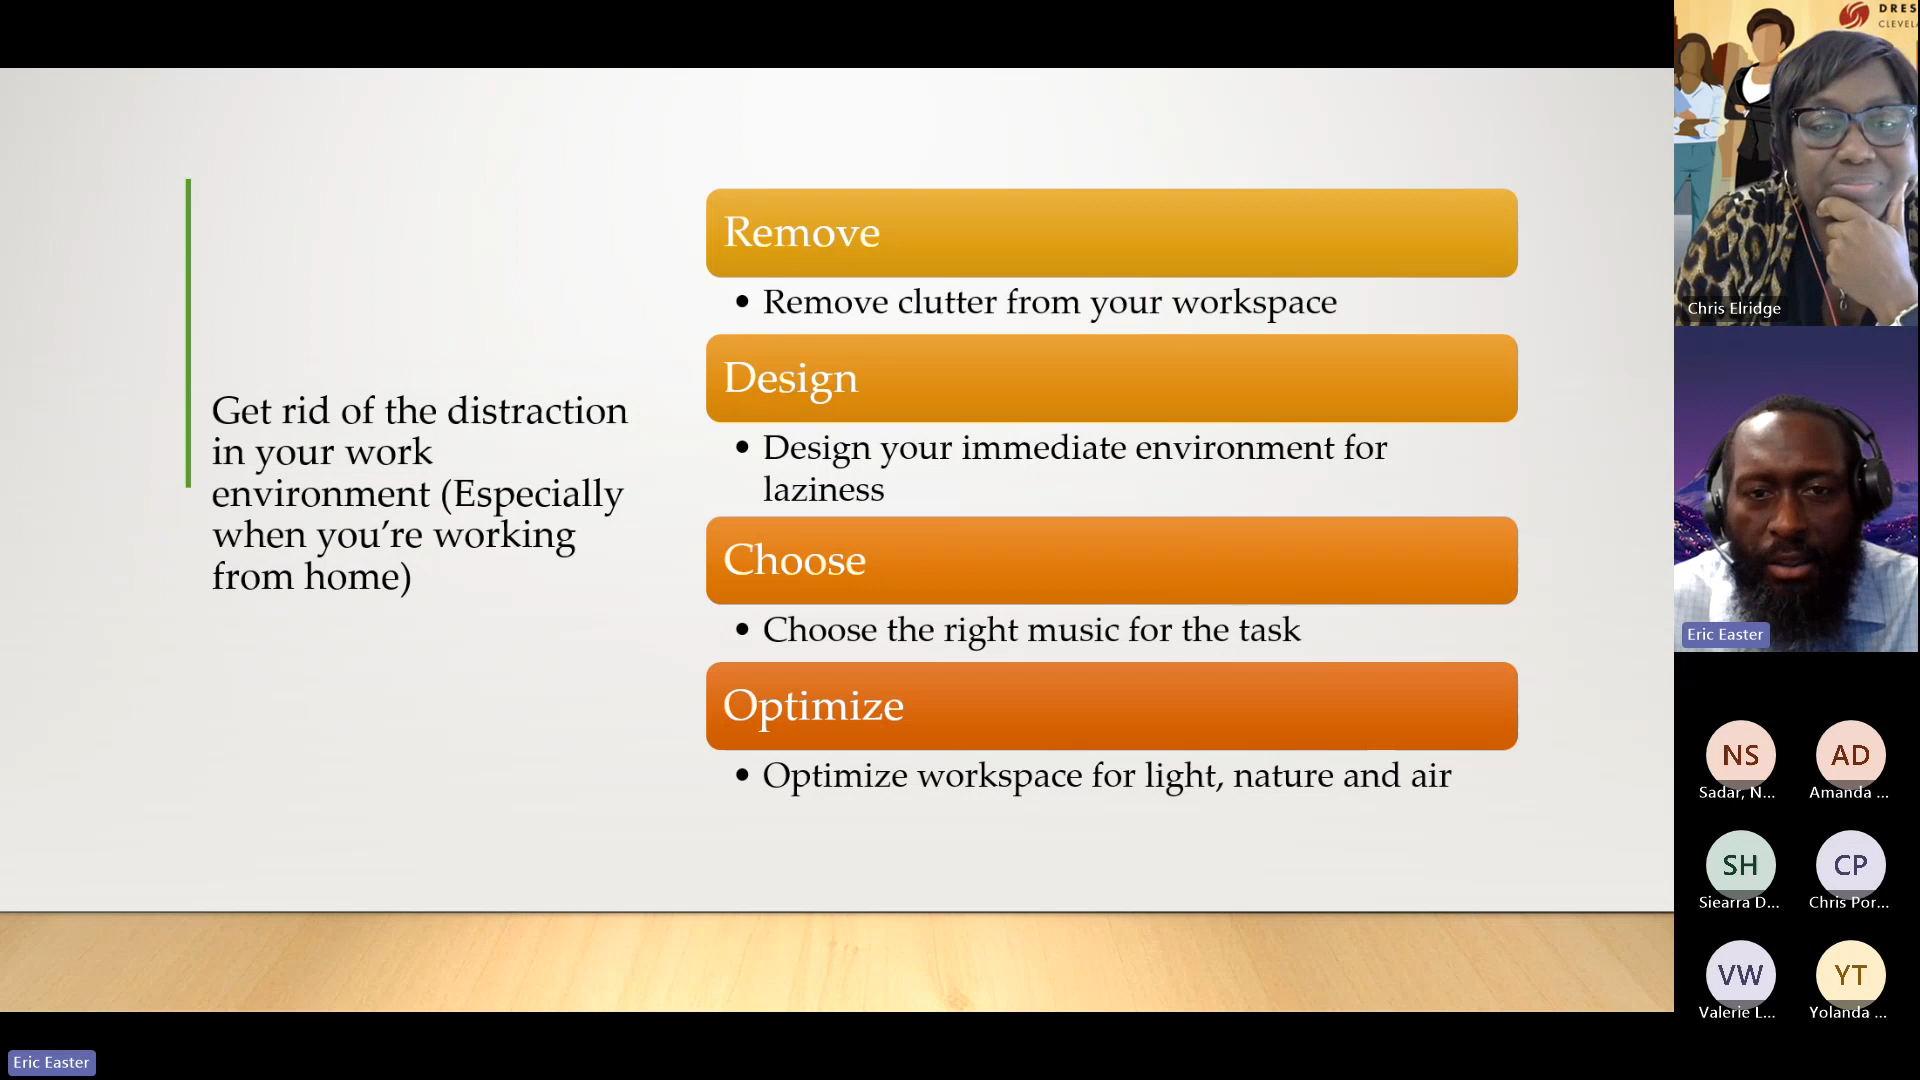 Get rid of the distraction
in your work
environment (Especially
when you're working
from home)
Remove
• Remove clutter from your workspace
Design
• Design your immediate environment for
laziness
Choose
• Choose the right music for the task
Optimize
• Optimize workspace for light, nature and air
DRES
CLEVEL
Chris Elridge
Eric Easter
NS
Sadar, N...
AD
Amanda ...
SH
Siearra D...
CP
Chris Por...
VW
Valerie L...
YT
Yolanda ...
Eric Easter